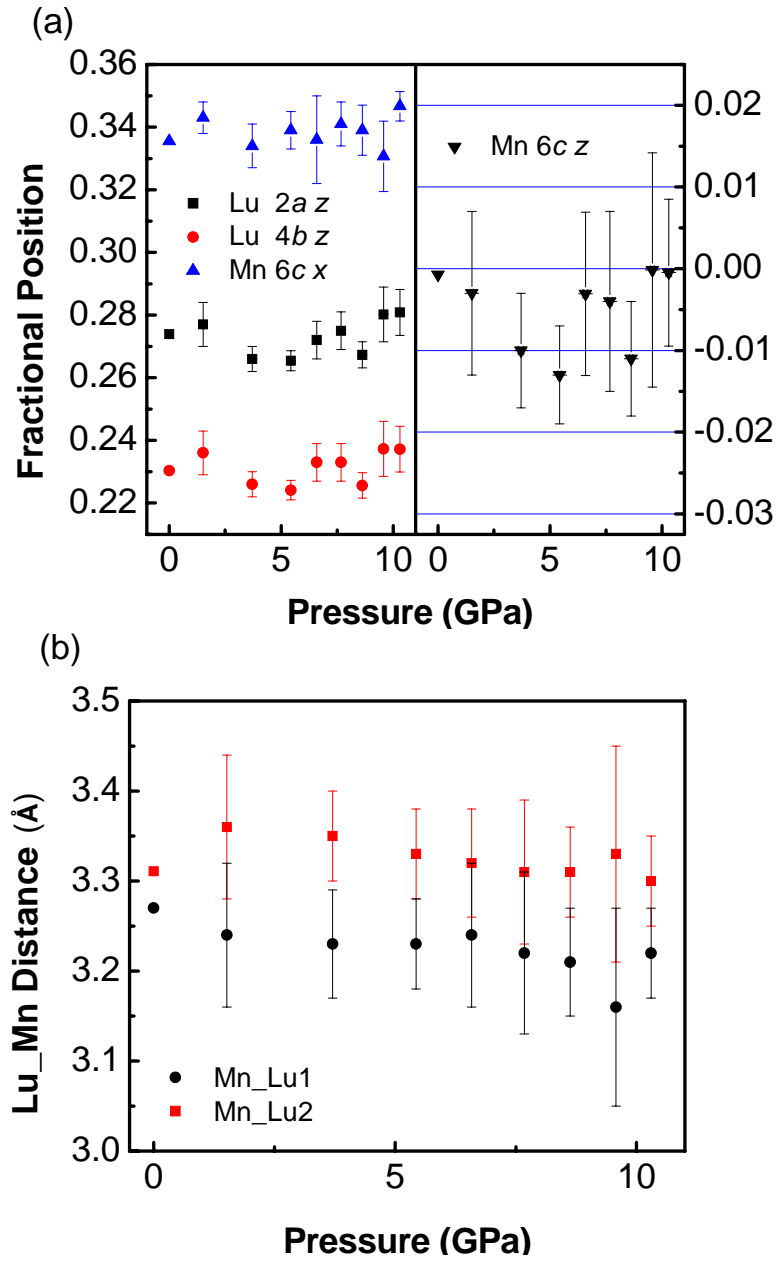 (a)
Fractional Position
0.36
0.34
0.32
0.30
0.28
0.26
0.24
0.22
Lu 2a z
Lu 4b z
Mn 6c x
Mn 6c z
0.02
0.01
0.00
-0.01
-0.02
-0.03
0 5 10 0 5 10
Pressure (GPa)
(b)
Lu_Mn Distance (Å)
3.5
3.4
3.3
3.2
3.1
3.0
Mn_Lu1
Mn_Lu2
0 5 10
Pressure (GPa)